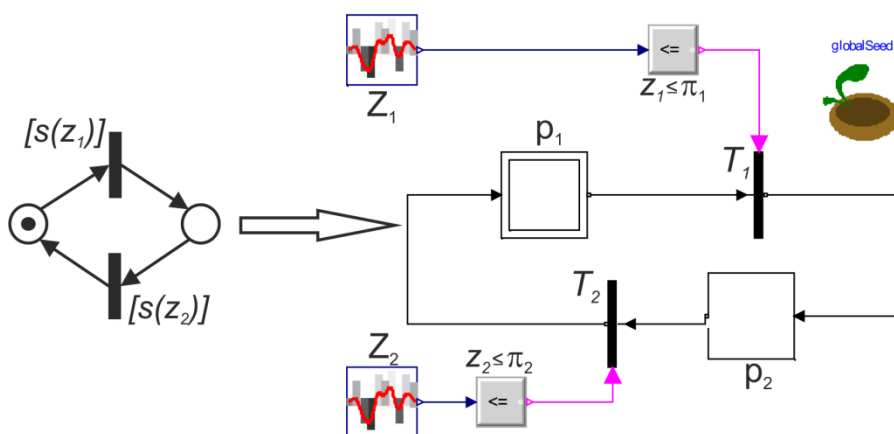 globalSeed
<=
Z₁
z₁≤π₁
[s(z₁)]
p₁
T₁
T₂
[s(z₂)]
Z₂
z₂≤π₂
p₂
<=